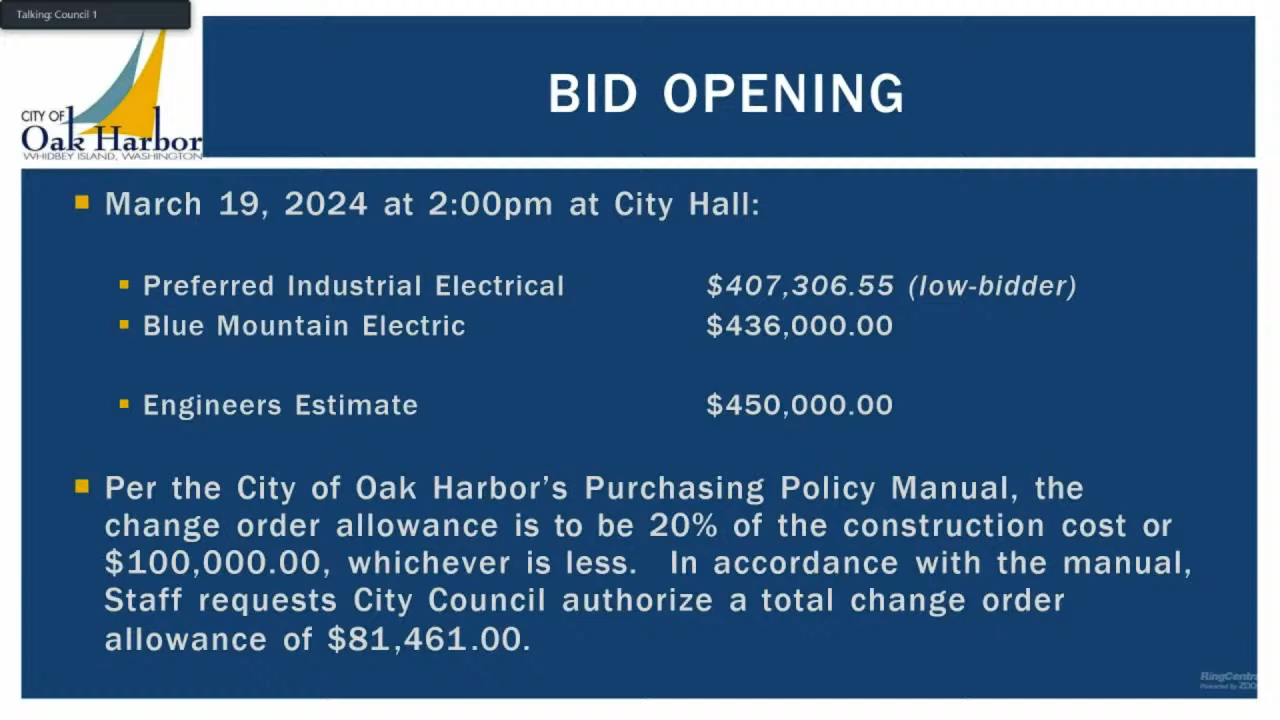 Talking: Council 1
CITY OF
Oak Harbor
WHIDBEY ISLAND, WASHINGTON
BID OPENING
March 19, 2024 at 2:00pm at City Hall:
Preferred Industrial Electrical $407,306.55 (low-bidder)
Blue Mountain Electric $436,000.00
Engineers Estimate $450,000.00
Per the City of Oak Harbor’s Purchasing Policy Manual, the
change order allowance is to be 20% of the construction cost or
$100,000.00, whichever is less. In accordance with the manual,
Staff requests City Council authorize a total change order
allowance of $81,461.00.
Powered by